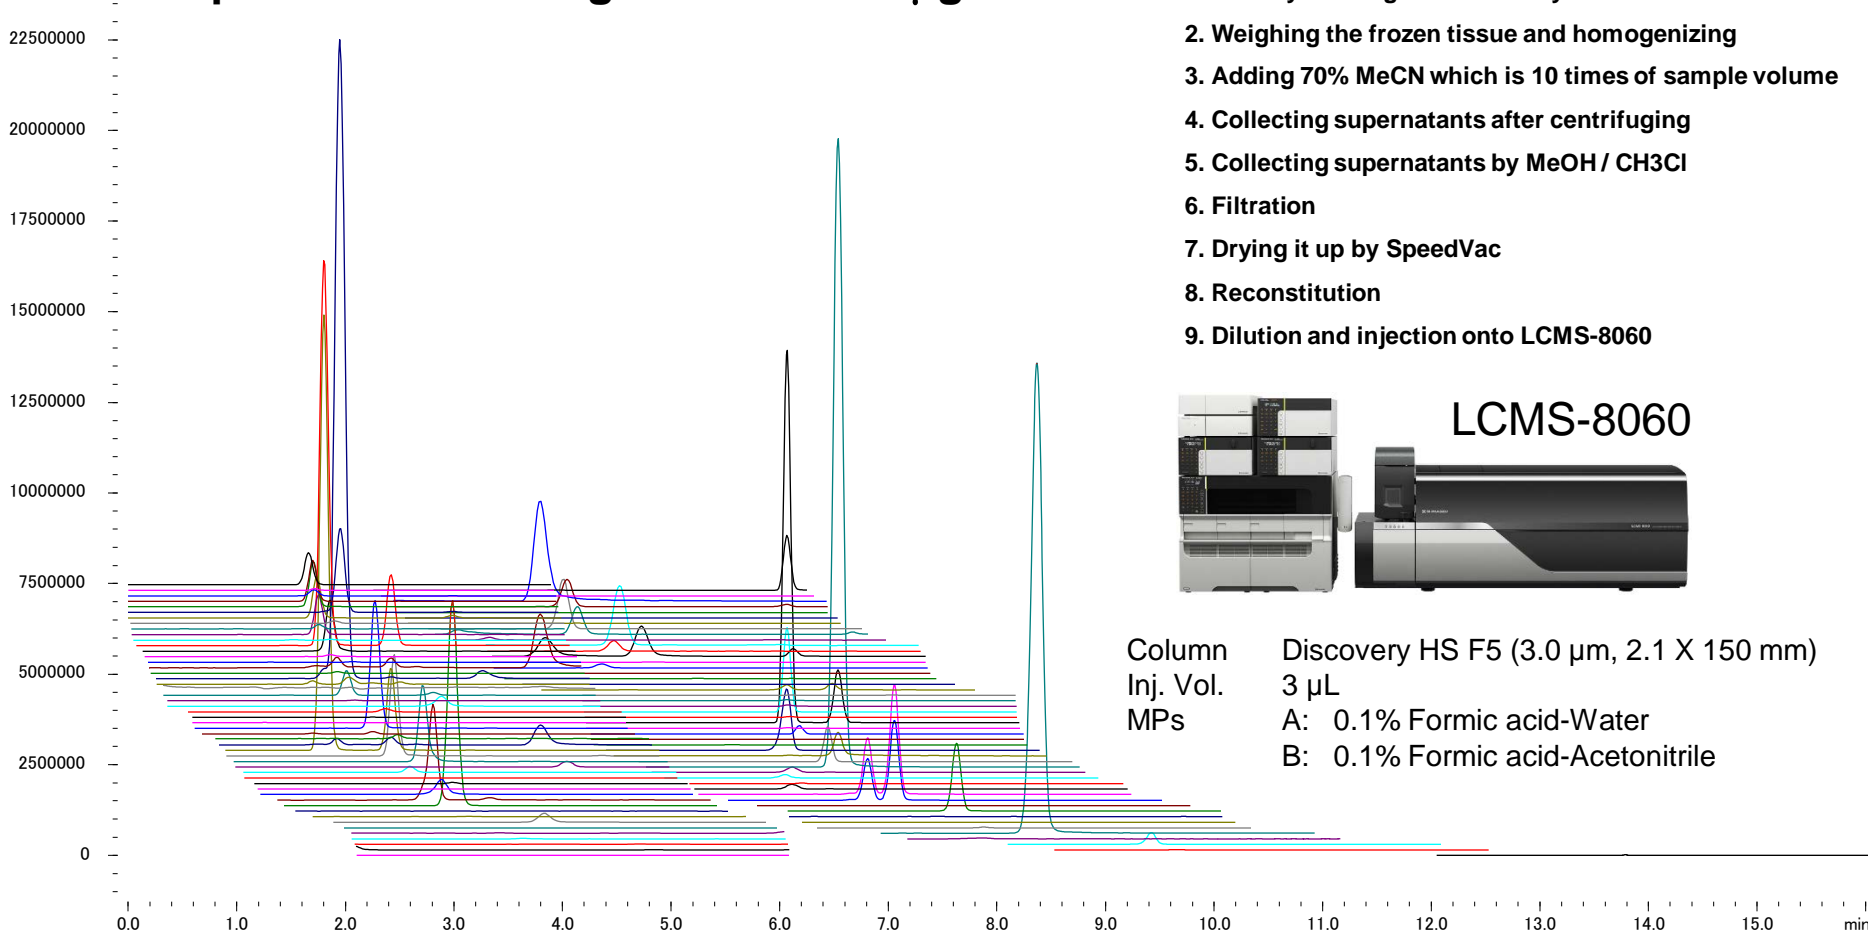 2. Weighing the frozen tissue and homogenizing
3. Adding 70% MeCN which is 10 times of sample volume
4. Collecting supernatants after centrifuging
5. Collecting supernatants by MeOH / CH3Cl
6. Filtration
7. Drying it up by SpeedVac
8. Reconstitution
9. Dilution and injection onto LCMS-8060
22500000
20000000
17500000
15000000
12500000
10000000
7500000
5000000
2500000
0
LCMS-8060
Column Discovery HS F5 (3.0 µm, 2.1 X 150 mm)
Inj. Vol. 3 µL
MPs A: 0.1% Formic acid-Water
B: 0.1% Formic acid-Acetonitrile
0.0 1.0 2.0 3.0 4.0 5.0 6.0 7.0 8.0 9.0 10.0 11.0 12.0 13.0 14.0 15.0 min